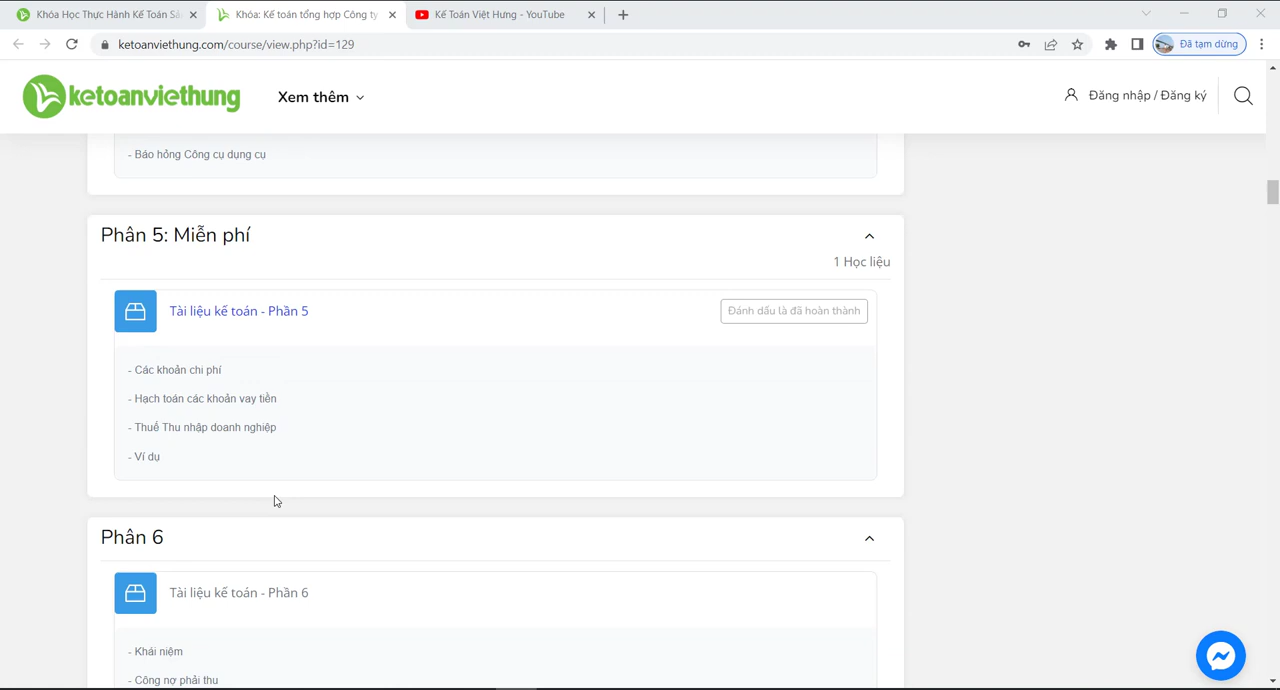 Khóa Học Thực Hành Kế Toán Sả
Khóa: Kế toán tổng hợp Công ty
Kế Toán Việt Hưng - YouTube
ketoanviethung.com/course/view.php?id=129
Đã tạm dừng
ketoanviethung
Xem thêm
Đăng nhập / Đăng ký
- Báo hỏng Công cụ dụng cụ
Phần 5: Miễn phí
1 Học liệu
Tài liệu kế toán - Phần 5
Đánh dấu là đã hoàn thành
- Các khoản chi phí
- Hạch toán các khoản vay tiền
- Thuế Thu nhập doanh nghiệp
- Ví dụ
Phần 6
Tài liệu kế toán - Phần 6
- Khái niệm
- Công nợ phải thu